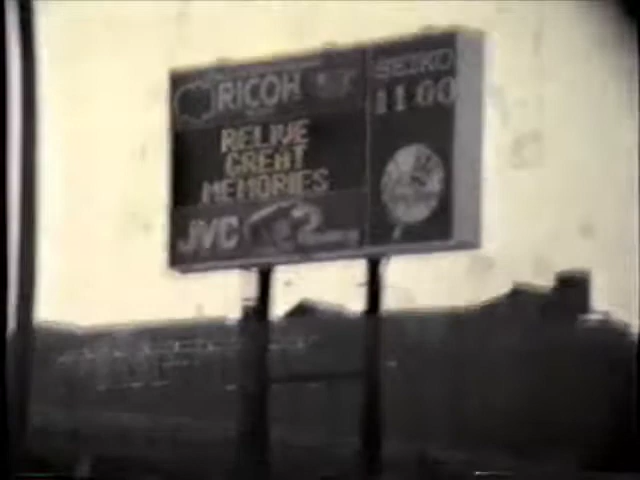 RICOH
SEIKO
11:00
RELIVE
GREAT
MEMORIES
JVC